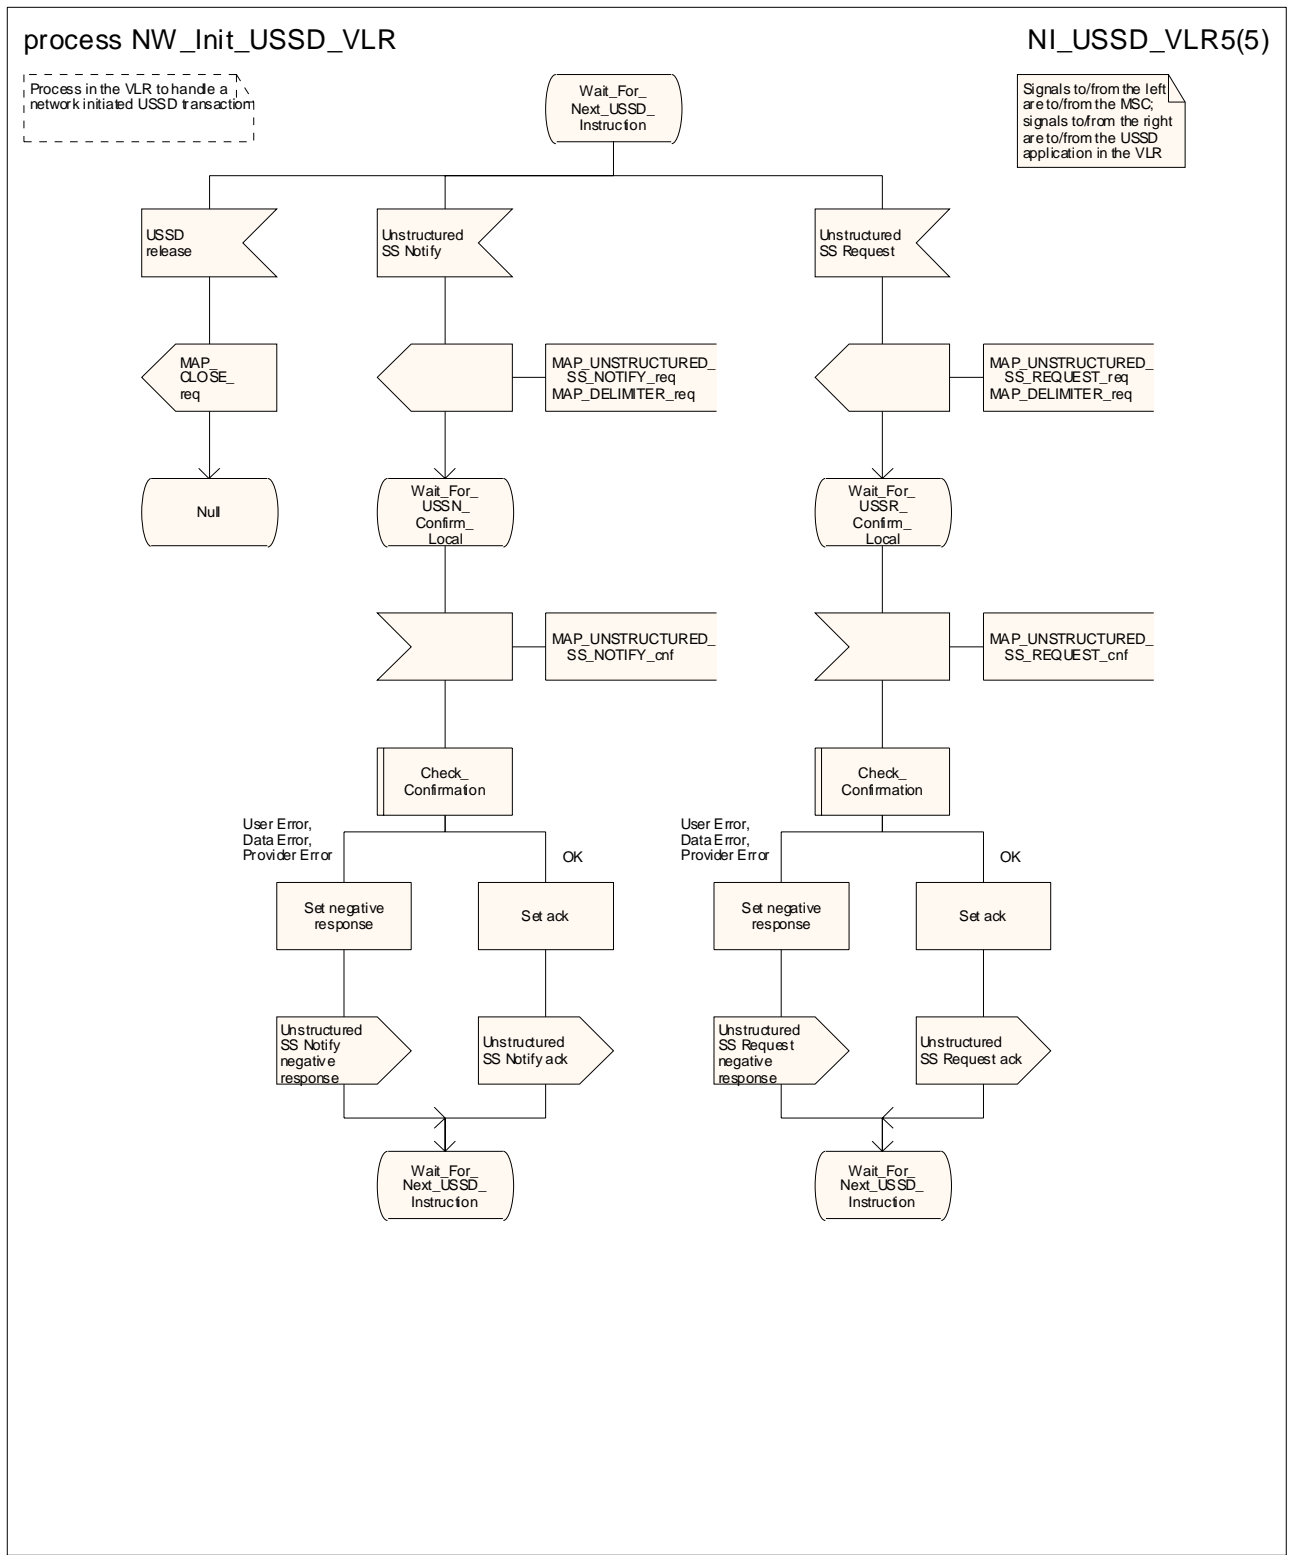 process NW_Init_USSD_VLR
NI_USSD_VLR5(5)
Process in the VLR to handle a
network initiated USSD transaction
Wait_For_
Next_USSD_
Instruction
Signals to/from the left
are to/from the MSC;
signals to/from the right
are to/from the USSD
application in the VLR
USSD
release
Unstructured
SS Notify
Unstructured
SS Request
MAP_
CLOSE_
req
MAP_UNSTRUCTURED_
SS_NOTIFY_req
MAP_DELIMITER_req
MAP_UNSTRUCTURED_
SS_REQUEST_req
MAP_DELIMITER_req
Null
Wait_For_
USSN_
Confirm_
Local
Wait_For_
USSR_
Confirm_
Local
MAP_UNSTRUCTURED_
SS_NOTIFY_cnf
MAP_UNSTRUCTURED_
SS_REQUEST_cnf
Check_
Confirmation
Check_
Confirmation
User Error,
Data Error,
Provider Error
OK
User Error,
Data Error,
Provider Error
OK
Set negative
response
Set ack
Set negative
response
Set ack
Unstructured
SS Notify
negative
response
Unstructured
SS Notify ack
Unstructured
SS Request
negative
response
Unstructured
SS Request ack
Wait_For_
Next_USSD_
Instruction
Wait_For_
Next_USSD_
Instruction